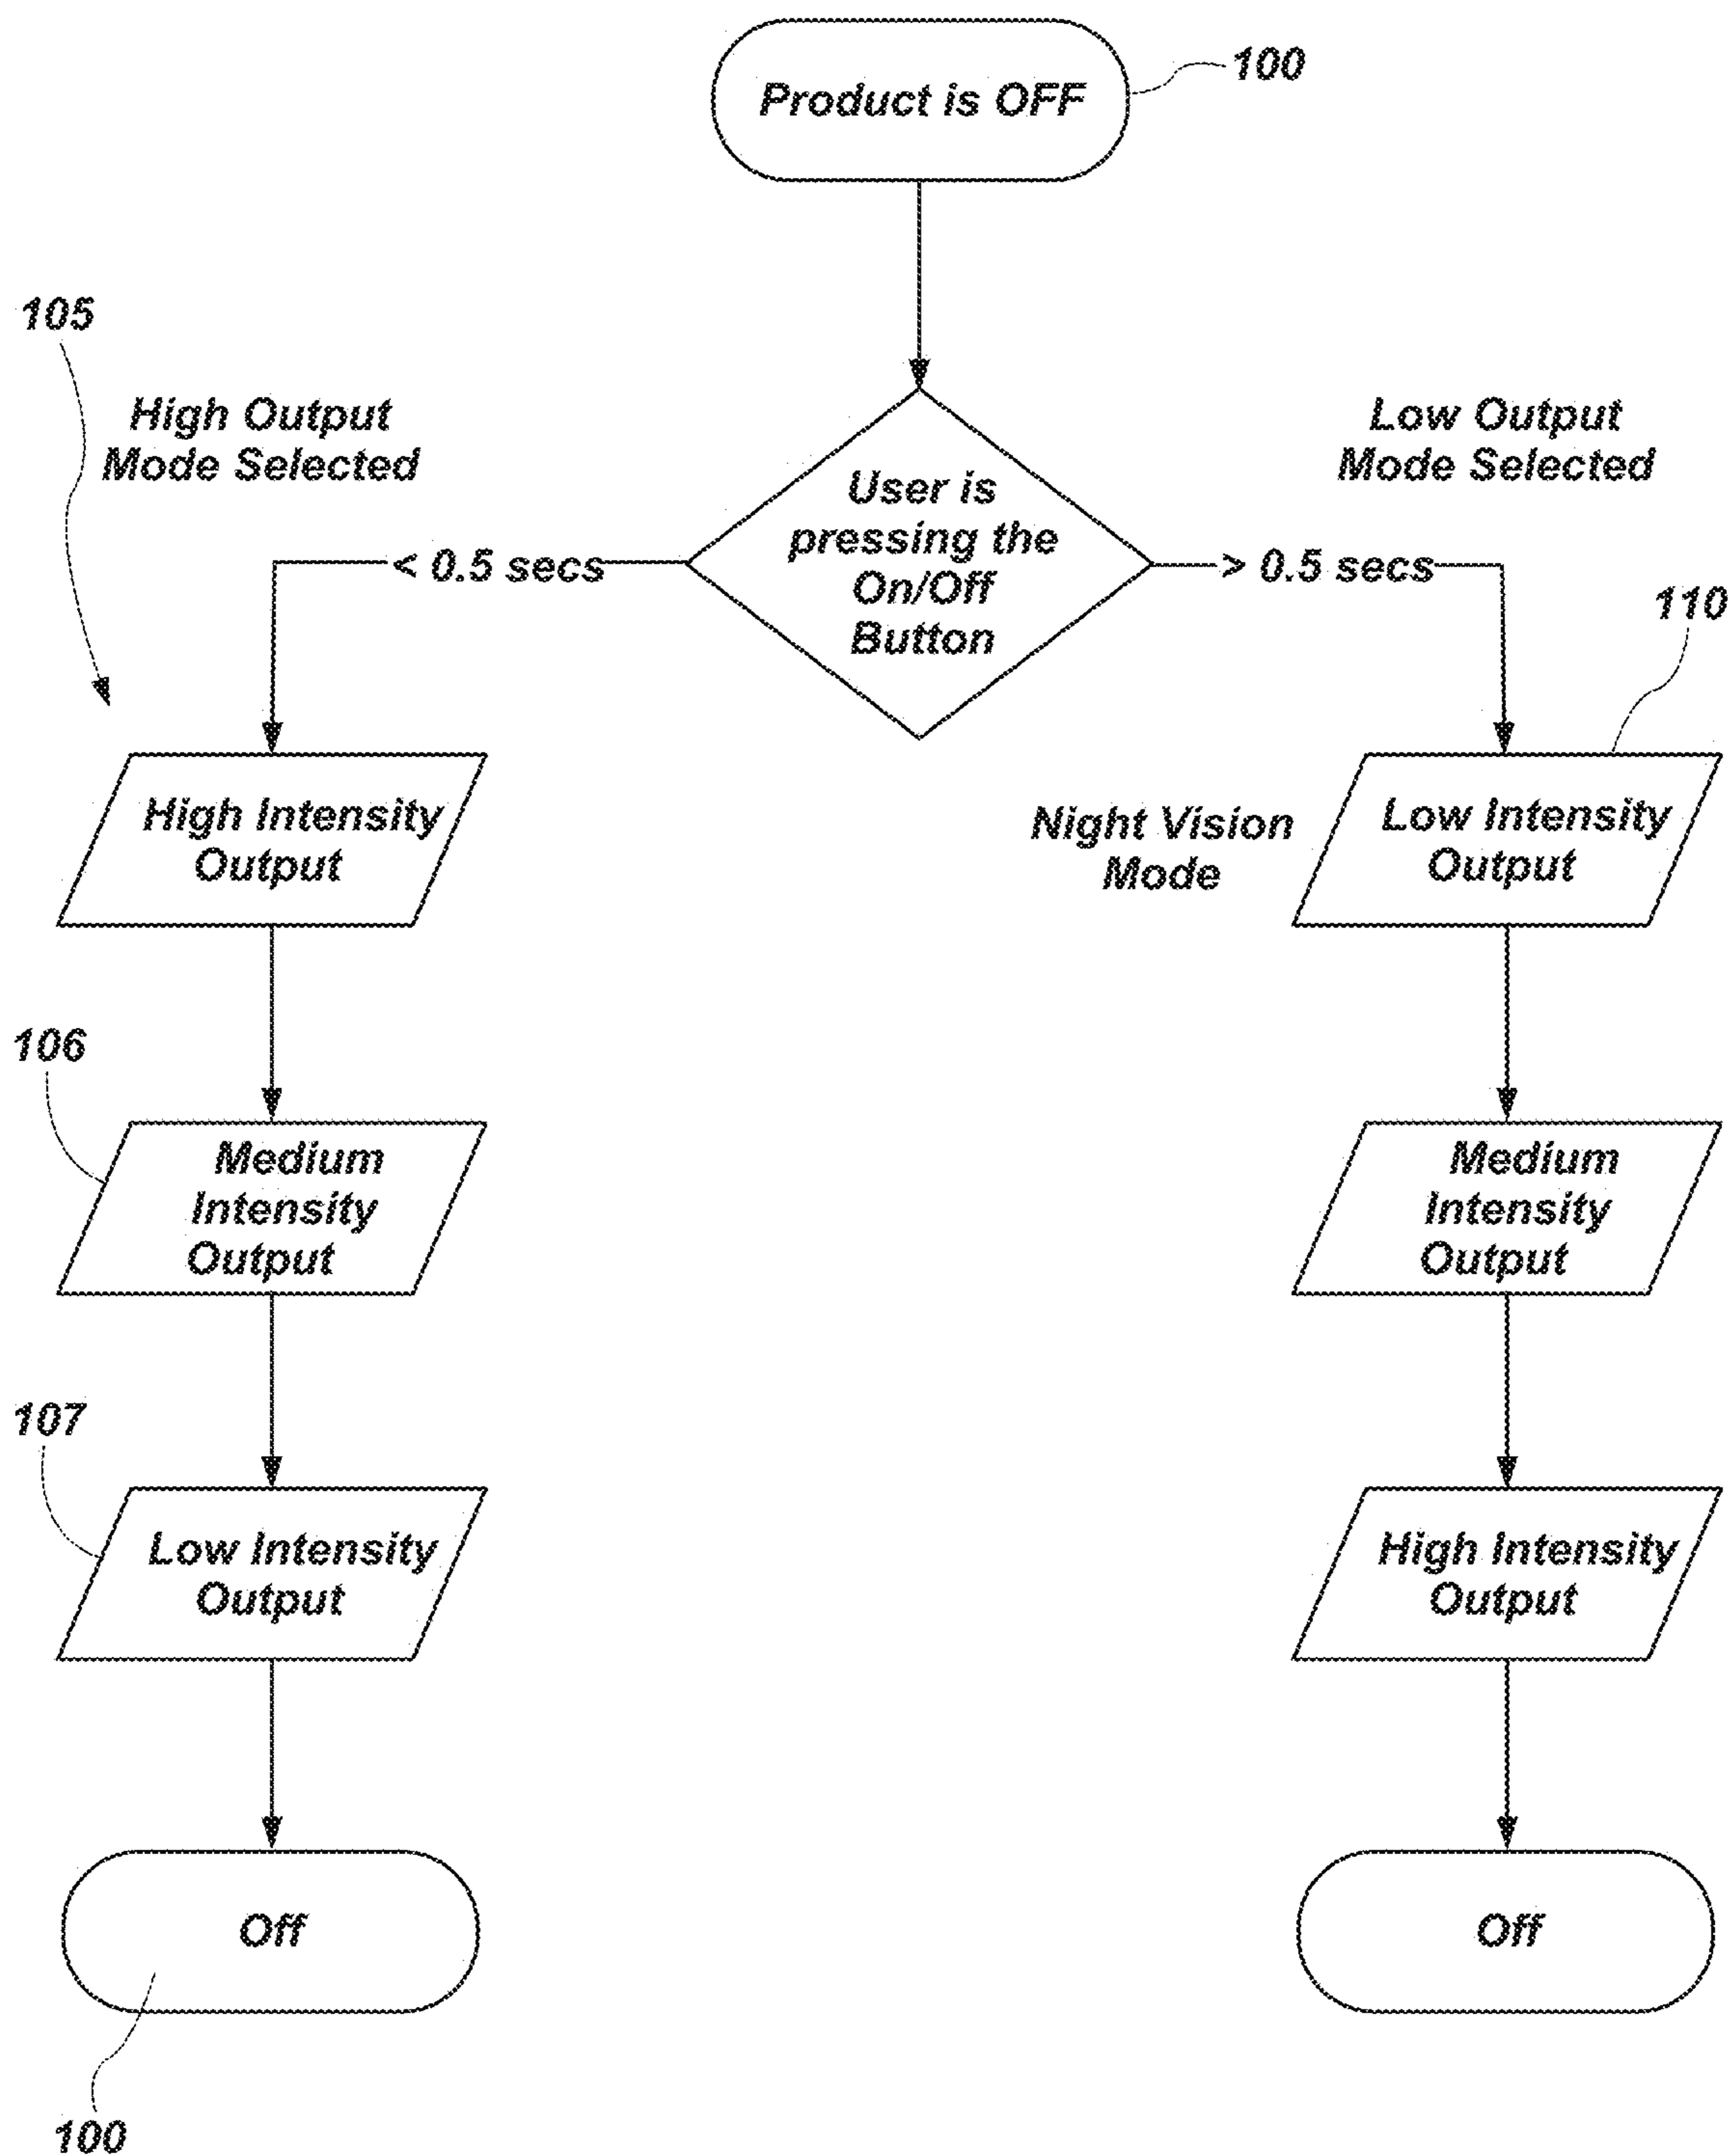 Product is OFF
100
105
High Output
Mode Selected
Low Output
Mode Selected
User is
pressing the
On/Off
Button
< 0.5 secs
> 0.5 secs
110
High Intensity
Output
Night Vision
Mode
Low Intensity
Output
106
Medium
Intensity
Output
Medium
Intensity
Output
107
Low Intensity
Output
High Intensity
Output
Off
Off
100